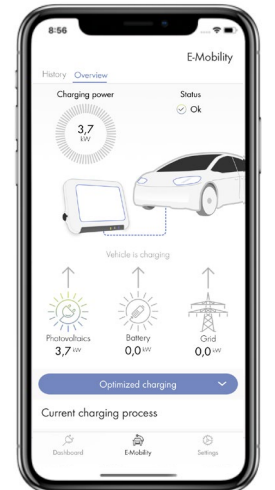 8:56
E-Mobility
History Overview
Charging power Status
Ok
3,7
kW
Vehicle is charging
Photovoltaics Battery Grid
3,7 kW 0,0 kW 0,0 kW
Optimized charging
Current charging process
Dashboard E-Mobility Settings